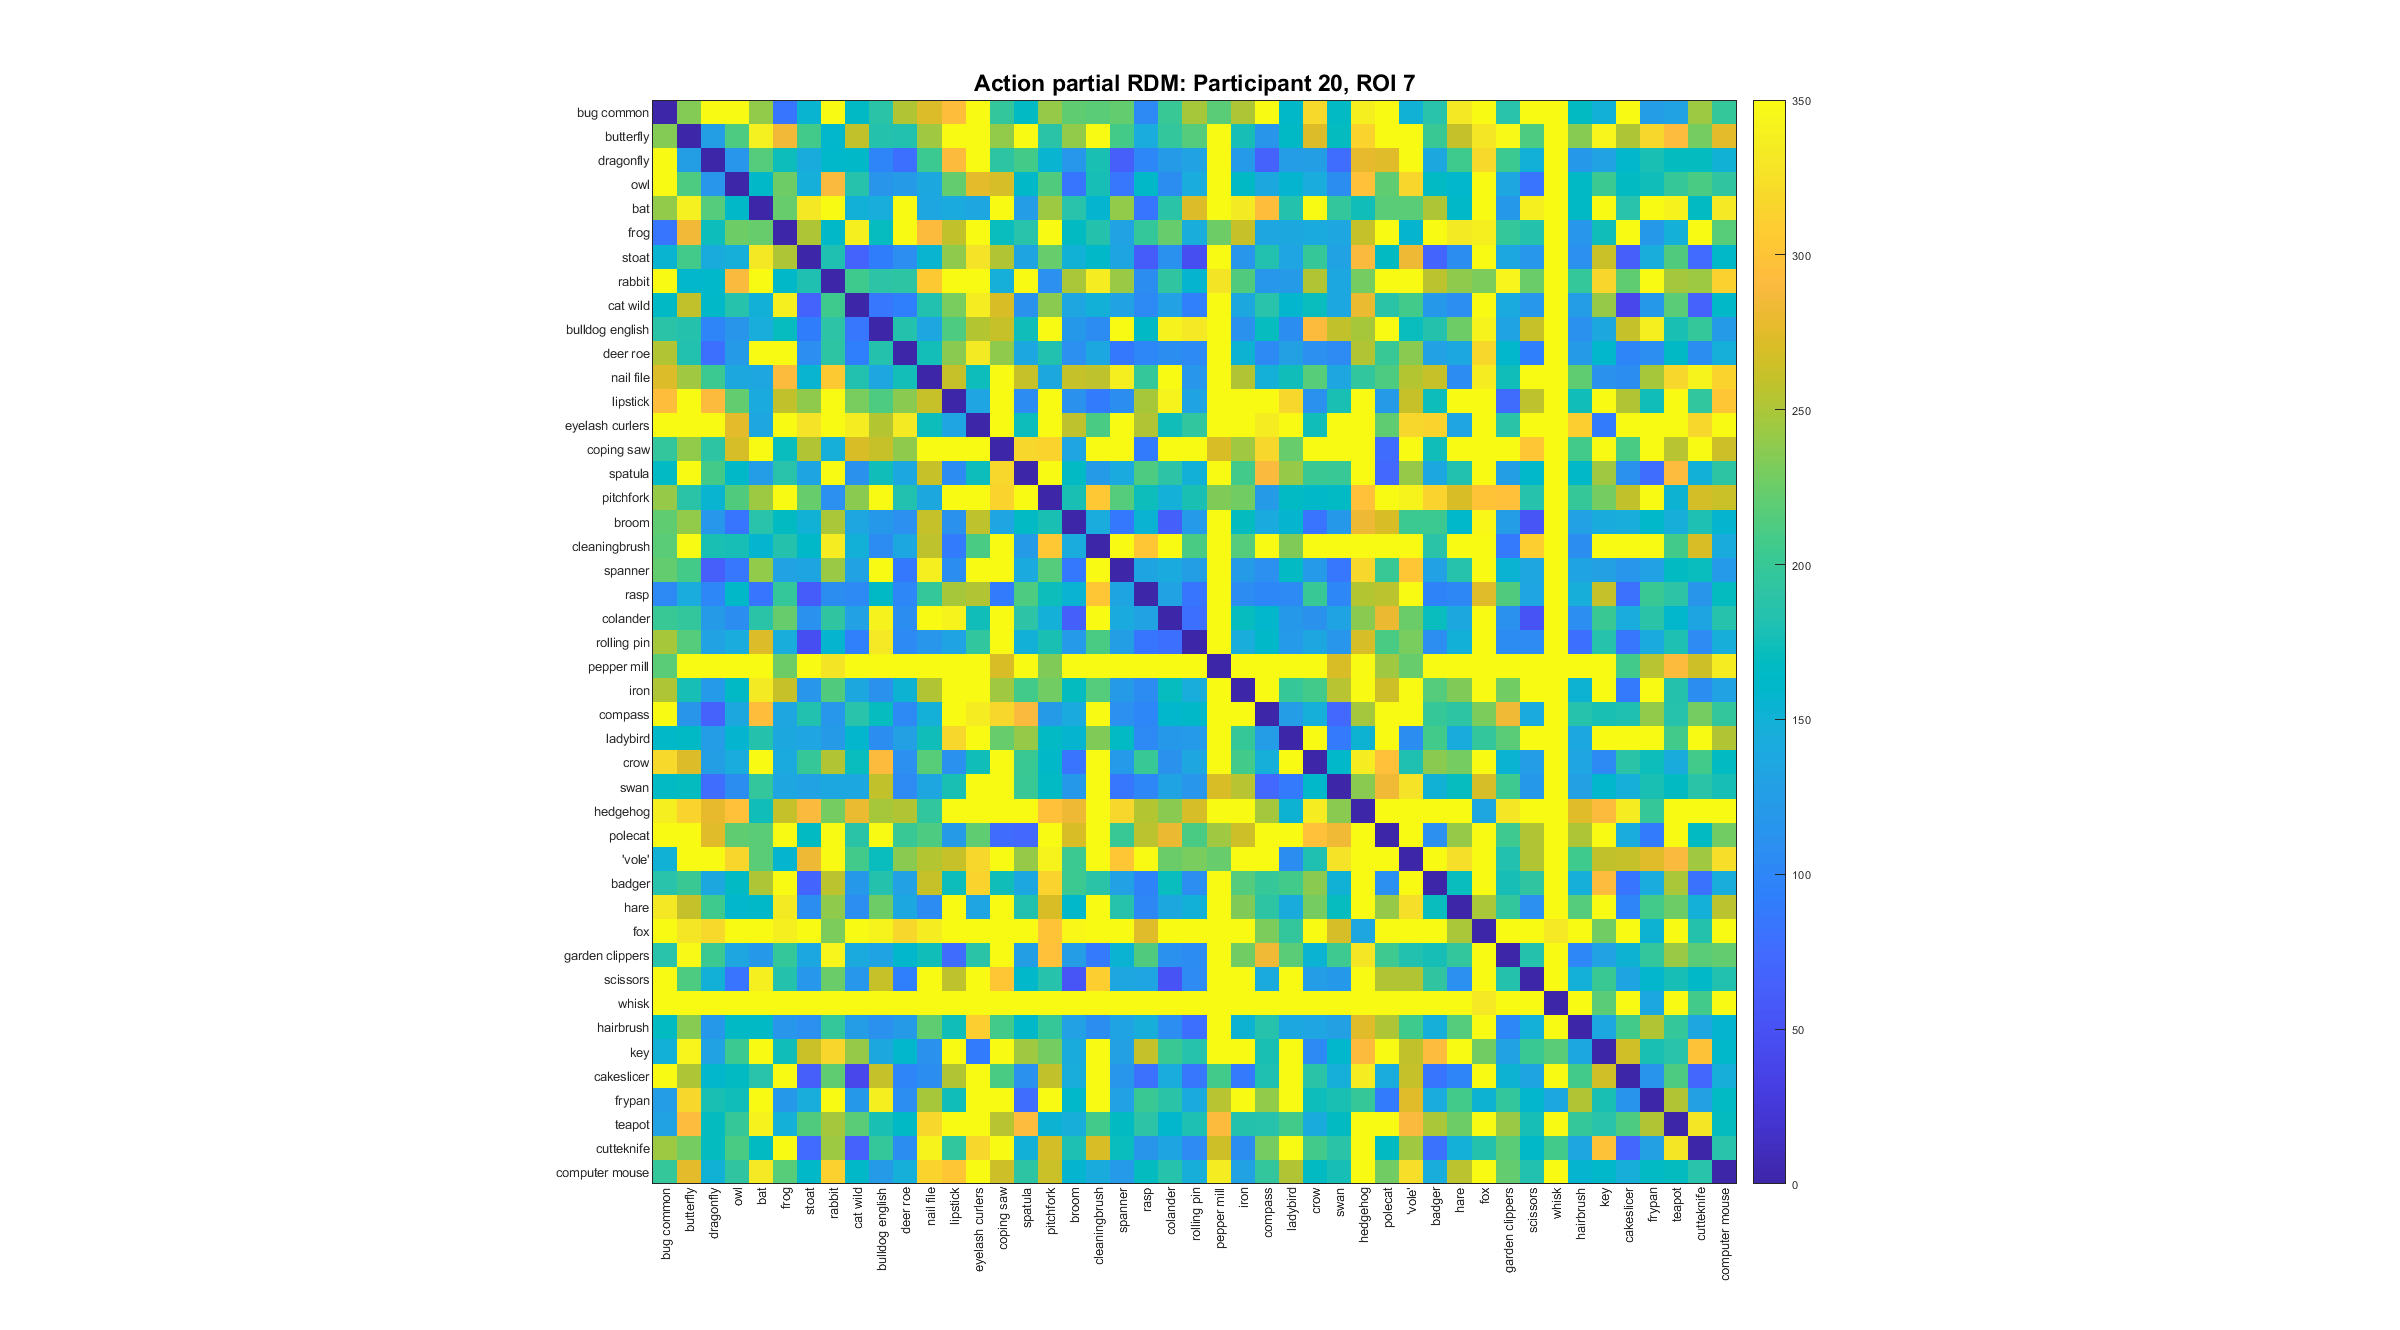 Action partial RDM: Participant 20, ROI 7
bug common
butterfly
dragonfly
owl
bat
frog
stoat
rabbit
cat wild
bulldog english
deer roe
nail file
lipstick
eyelash curlers
coping saw
spatula
pitchfork
broom
cleaningbrush
spanner
rasp
colander
rolling pin
pepper mill
iron
compass
ladybird
crow
swan
hedgehog
polecat
'vole'
badger
hare
fox
garden clippers
scissors
whisk
hairbrush
key
cakeslicer
frypan
teapot
cutteknife
computer mouse
350
300
250
200
150
100
50
0
bug common
butterfly
dragonfly
owl
bat
frog
stoat
rabbit
cat wild
bulldog english
deer roe
nail file
lipstick
eyelash curlers
coping saw
spatula
pitchfork
broom
cleaningbrush
spanner
rasp
colander
rolling pin
pepper mill
iron
compass
ladybird
crow
swan
hedgehog
polecat
'vole'
badger
hare
fox
garden clippers
scissors
whisk
hairbrush
key
cakeslicer
frypan
teapot
cutteknife
computer mouse